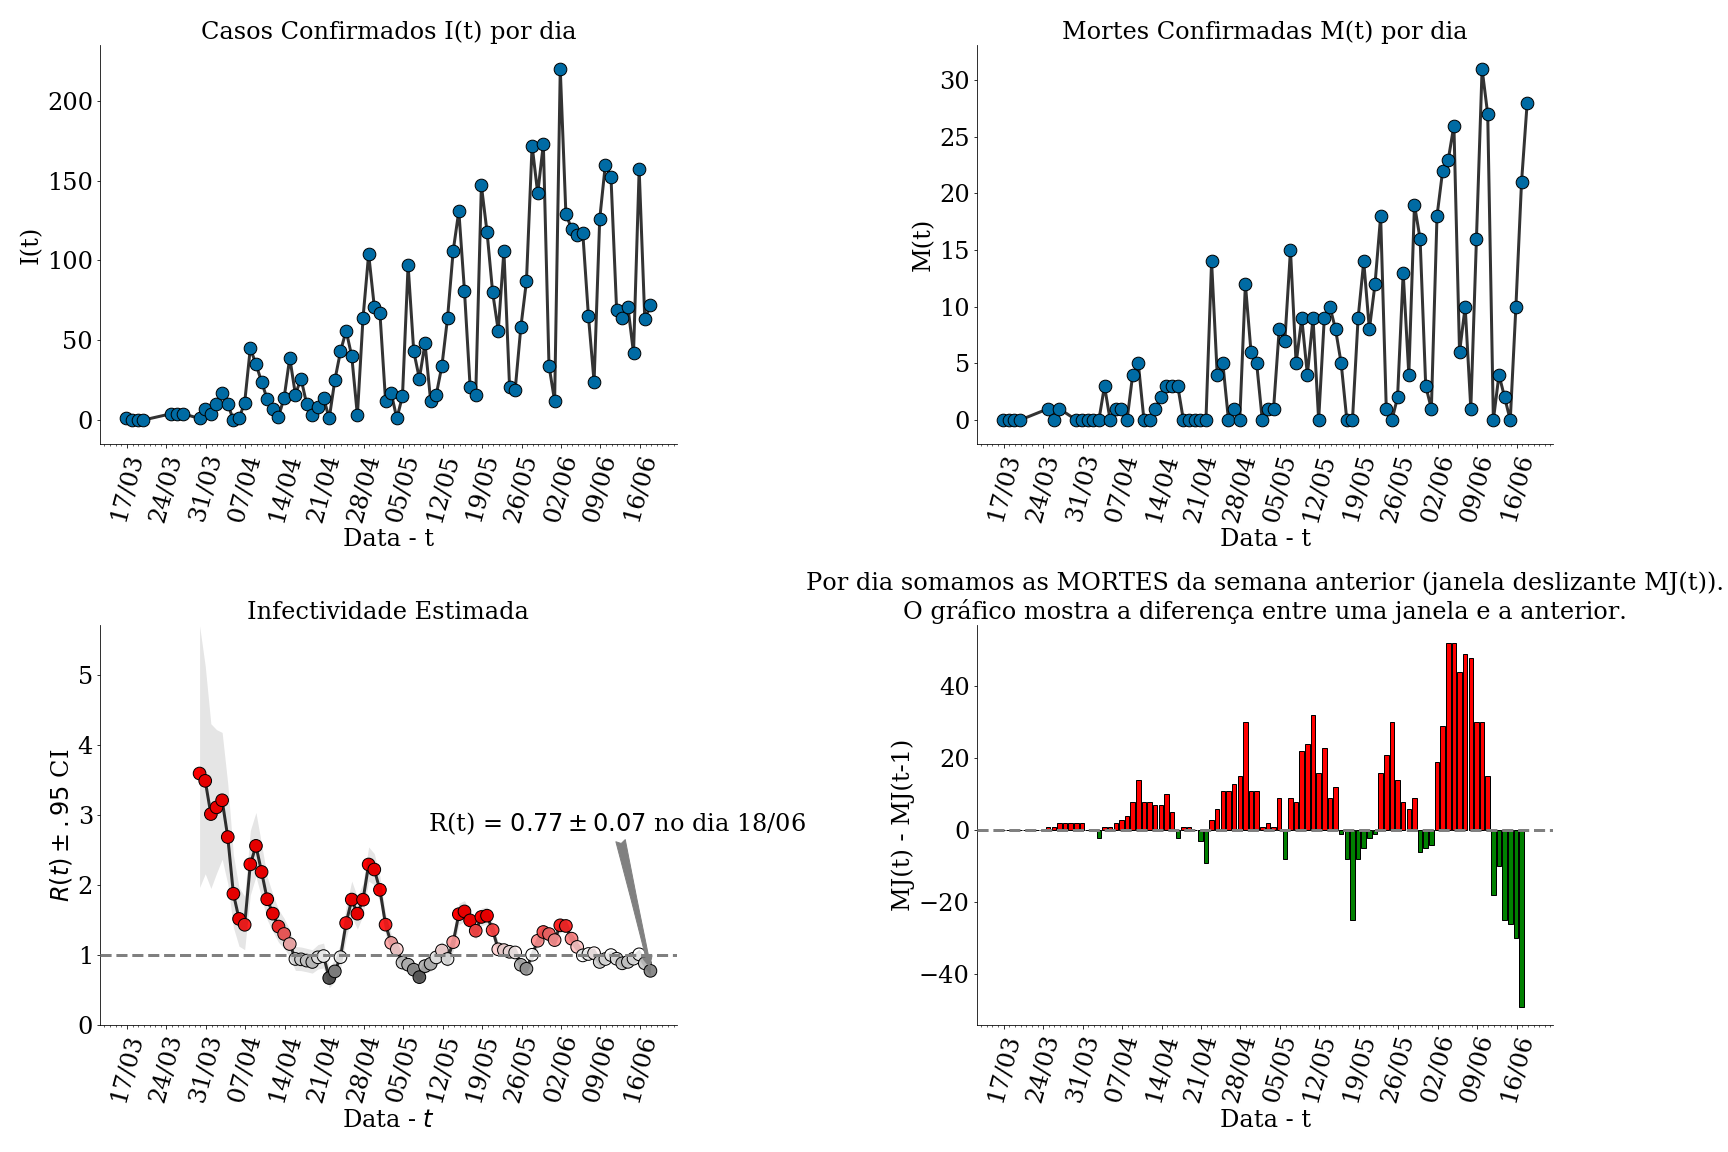 Casos Confirmados I(t) por dia
I(t)
200
150
100
50
0
17/03 24/03 31/03 07/04 14/04 21/04 28/04 05/05 12/05 19/05 26/05 02/06 09/06 16/06
Data - t
Mortes Confirmadas M(t) por dia
M(t)
30
25
20
15
10
5
0
17/03 24/03 31/03 07/04 14/04 21/04 28/04 05/05 12/05 19/05 26/05 02/06 09/06 16/06
Data - t
Infectividade Estimada
R(t) ± .95 CI
5
4
3
2
1
0
R(t) = 0.77 ± 0.07 no dia 18/06
17/03 24/03 31/03 07/04 14/04 21/04 28/04 05/05 12/05 19/05 26/05 02/06 09/06 16/06
Data - t
Por dia somamos as MORTES da semana anterior (janela deslizante MJ(t)).
O gráfico mostra a diferença entre uma janela e a anterior.
MJ(t) - MJ(t-1)
40
20
0
−20
−40
17/03 24/03 31/03 07/04 14/04 21/04 28/04 05/05 12/05 19/05 26/05 02/06 09/06 16/06
Data - t